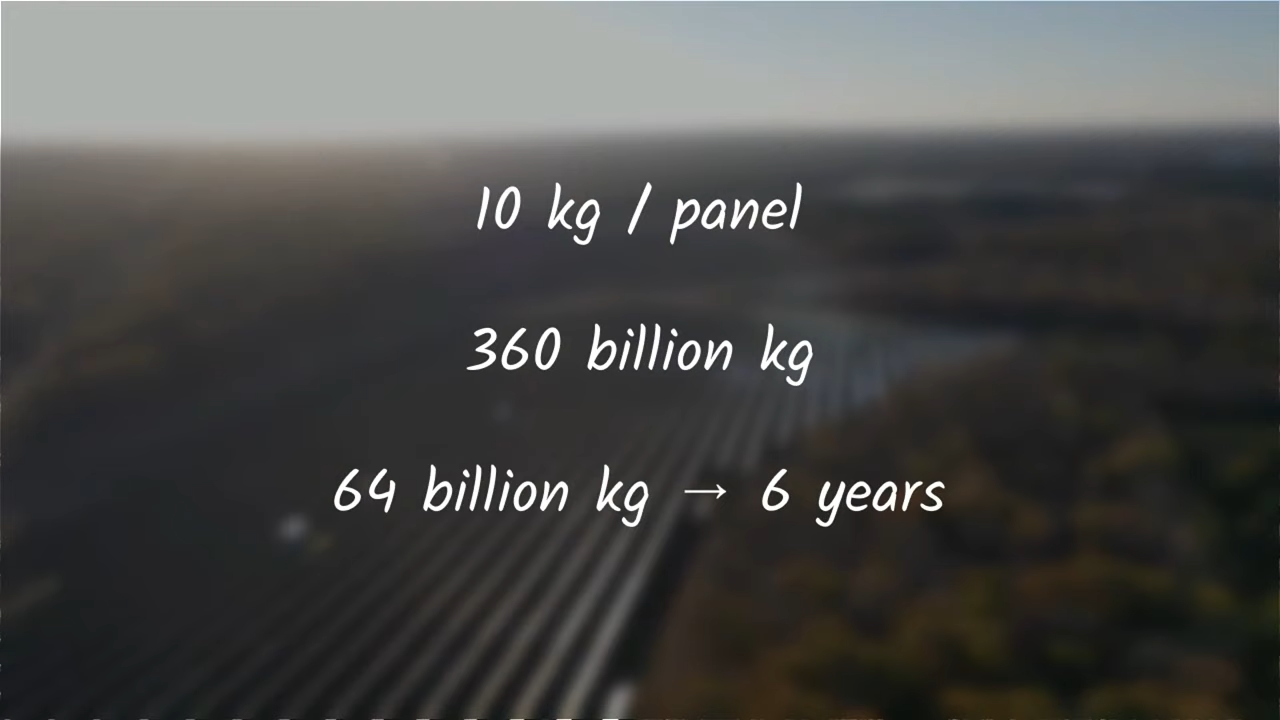 10 kg / panel
360 billion kg
64 billion kg → 6 years